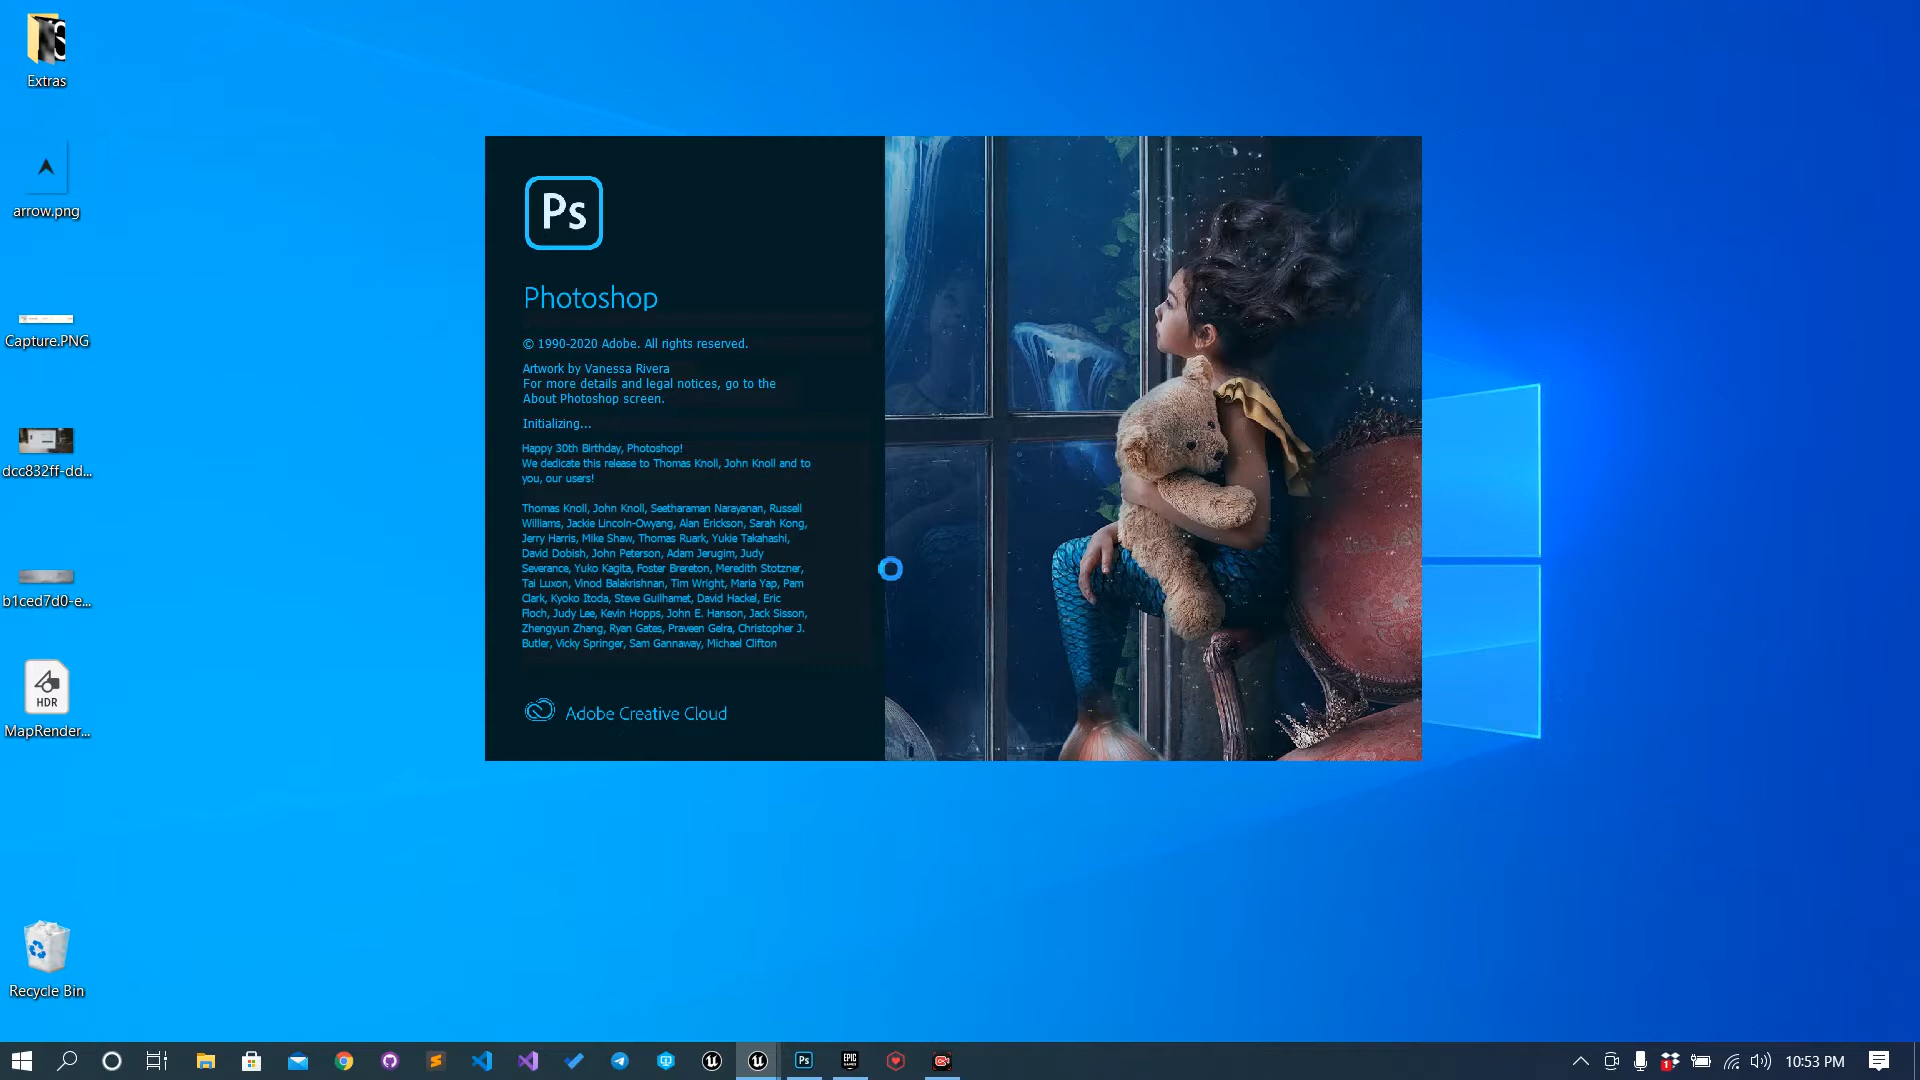 Extras
arrow.png
Capture.PNG
dcc832ff-dd...
b1ced7d0-e...
HDR
MapRender...
Recycle Bin
Ps
Photoshop
© 1990-2020 Adobe. All rights reserved.
Artwork by Vanessa Rivera
For more details and legal notices, go to the
About Photoshop screen.
Initializing...
Happy 30th Birthday, Photoshop!
We dedicate this release to Thomas Knoll, John Knoll and to
you, our users!
Thomas Knoll, John Knoll, Seetharaman Narayanan, Russell
Williams, Jackie Lincoln-Owyang, Alan Erickson, Sarah Kong,
Jerry Harris, Mike Shaw, Thomas Ruark, Yukie Takahashi,
David Dobish, John Peterson, Adam Jerugim, Judy
Severance, Yuko Kagita, Foster Brereton, Meredith Stotzner,
Tai Luxon, Vinod Balakrishnan, Tim Wright, Maria Yap, Pam
Clark, Kyoko Itoda, Steve Guilhamet, David Hackel, Eric
Floch, Judy Lee, Kevin Hopps, John E. Hanson, Jack Sisson,
Zhengyun Zhang, Ryan Gates, Praveen Gelra, Christopher J.
Butler, Vicky Springer, Sam Gannaway, Michael Clifton
Adobe Creative Cloud
Ps
EPIC
GAMES
1
10:53 PM